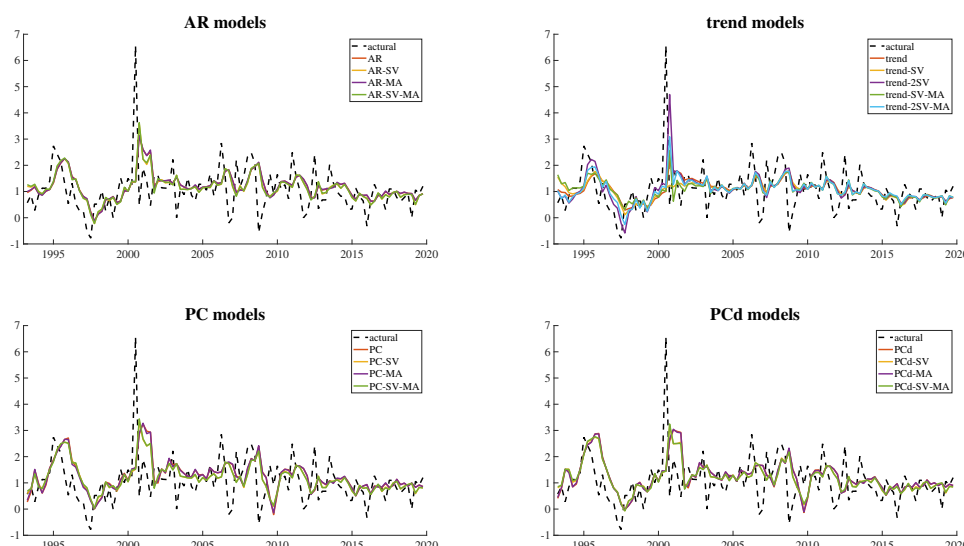 AR models
7
6
5
4
3
2
1
0
-1
1995 2000 2005 2010 2015 2020
actural
AR
AR-SV
AR-MA
AR-SV-MA
trend models
7
6
5
4
3
2
1
0
-1
1995 2000 2005 2010 2015 2020
actural
trend
trend-SV
trend-2SV
trend-SV-MA
trend-2SV-MA
PC models
7
6
5
4
3
2
1
0
-1
1995 2000 2005 2010 2015 2020
actural
PC
PC-SV
PC-MA
PC-SV-MA
PCd models
7
6
5
4
3
2
1
0
-1
1995 2000 2005 2010 2015 2020
actural
PCd
PCd-SV
PCd-MA
PCd-SV-MA